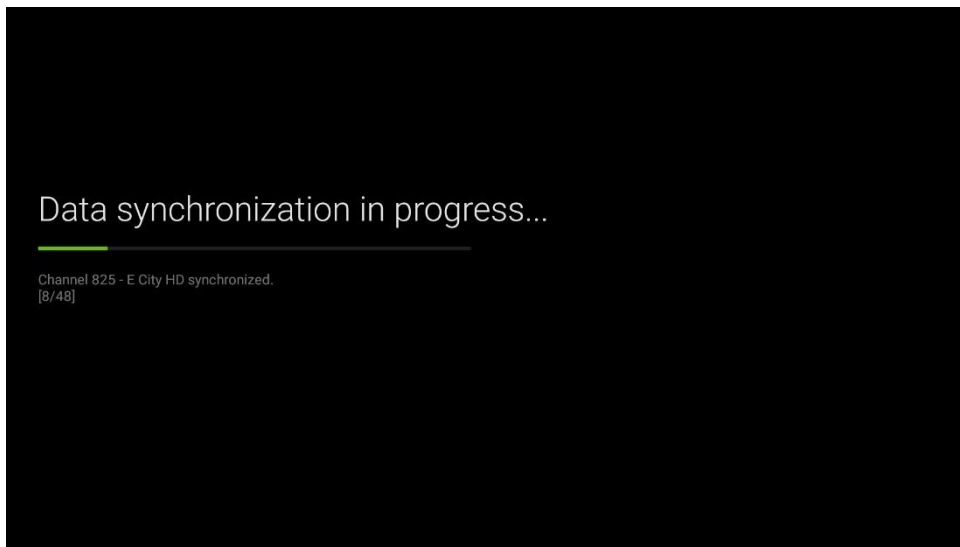 Data synchronization in progress...
Channel 825 - E City HD synchronized.
[8/48]